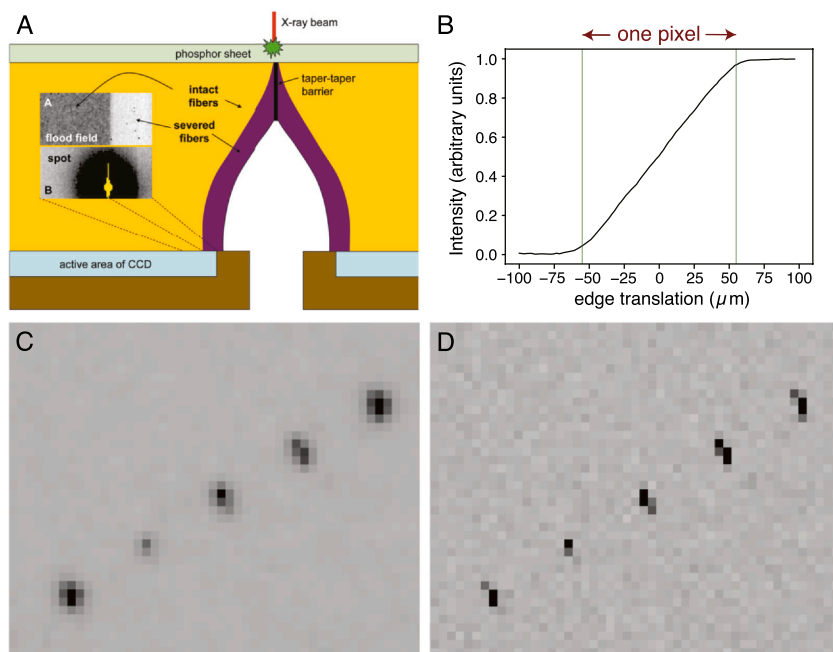 A
X-ray beam
phosphor sheet
taper-taper
barrier
intact
fibers
severed
fibers
A
flood field
spot
B
active area of CCD
B
← one pixel →
1.0
0.8
0.6
0.4
0.2
0.0
Intensity (arbitrary units)
−100 −75 −50 −25 0 25 50 75 100
edge translation (µm)
C
D